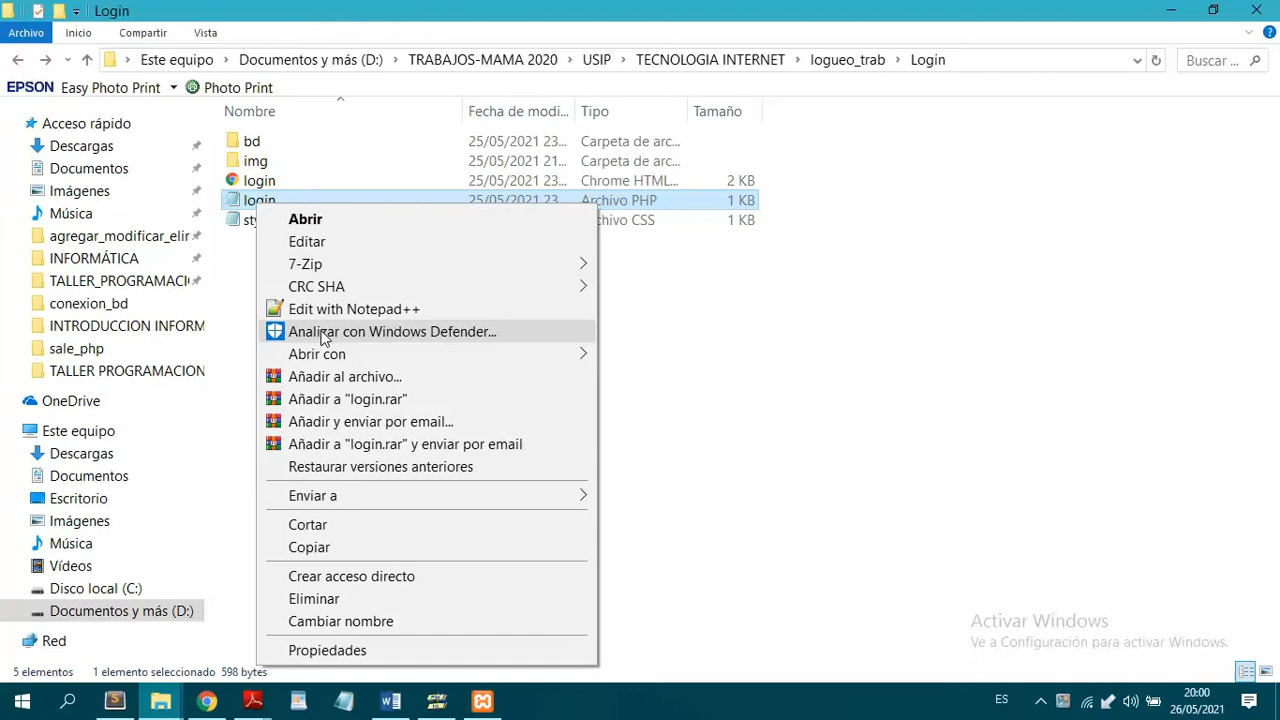 Login
Archivo Inicio Compartir Vista
Este equipo Documentos y más (D:) TRABAJOS-MAMA 2020 USIP TECNOLOGIA INTERNET logueo_trab Login Buscar ...
EPSON Easy Photo Print Photo Print
Nombre Fecha de modi... Tipo Tamaño
Acceso rápido
Descargas
Documentos
Imágenes
Música
agregar_modificar_elir
INFORMÁTICA
TALLER_PROGRAMACI
conexion_bd
INTRODUCCION INFORM
sale_php
TALLER PROGRAMACION
OneDrive
Este equipo
Descargas
Documentos
Escritorio
Imágenes
Música
Vídeos
Disco local (C:)
Documentos y más (D:)
Red
bd 25/05/2021 23... Carpeta de arc...
img 25/05/2021 21... Carpeta de arc...
login 25/05/2021 23... Chrome HTML... 2 KB
login 25/05/2021 23... Archivo PHP 1 KB
sty chivo CSS 1 KB
Abrir
Editar
7-Zip
CRC SHA
Edit with Notepad++
Analizar con Windows Defender...
Abrir con
Añadir al archivo...
Añadir a "login.rar"
Añadir y enviar por email...
Añadir a "login.rar" y enviar por email
Restaurar versiones anteriores
Enviar a
Cortar
Copiar
Crear acceso directo
Eliminar
Cambiar nombre
Propiedades
Activar Windows
Ve a Configuración para activar Windows.
5 elementos 1 elemento seleccionado 598 bytes
ES
20:00
26/05/2021